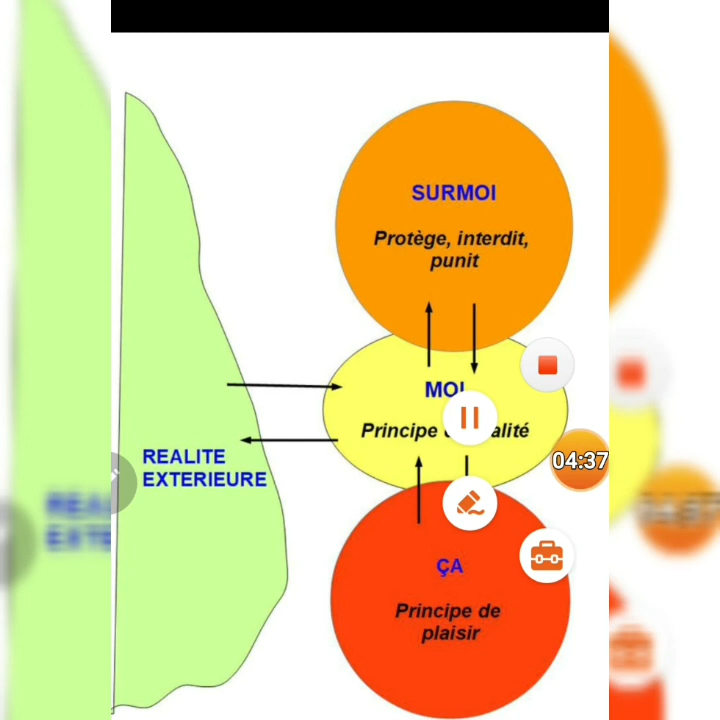 SURMOI
Protège, interdit,
punit
MOI
Principe
REALITE
EXTERIEURE
04:37
ÇA
Principe de
plaisir